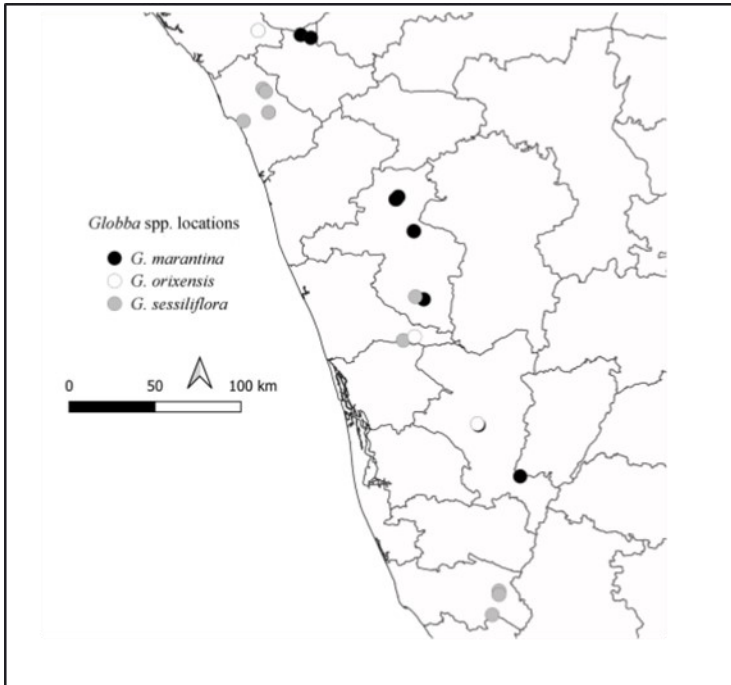 Globba spp. locations
G. marantina
G. orixensis
G. sessiliflora
0 50 100 km